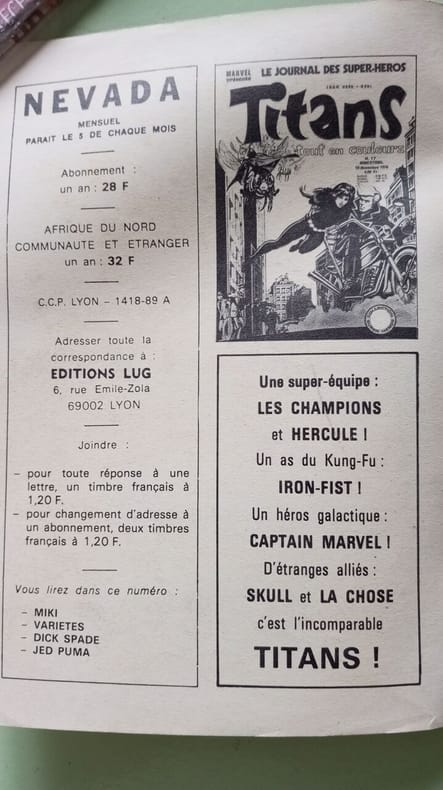 NEVADA
MENSUEL
PARAIT LE 5 DE CHAQUE MOIS
Abonnement :
un an : 28 F
AFRIQUE DU NORD
COMMUNAUTE ET ETRANGER
un an : 32 F
C.C.P. LYON – 1418-89 A
Adresser toute la
correspondance à :
EDITIONS LUG
6, rue Emile-Zola
69002 LYON
Joindre :
– pour toute réponse à une
lettre, un timbre français à
1,20 F.
– pour changement d'adresse à
un abonnement, deux timbres
français à 1,20 F.
Vous lirez dans ce numéro :
– MIKI
– VARIETES
– DICK SPADE
– JED PUMA
MARVEL
LE JOURNAL DES SUPER-HEROS
Titans
tout en couleurs
N. 17
BIMESTRIEL
Une super-équipe :
LES CHAMPIONS
et HERCULE !
Un as du Kung-Fu :
IRON-FIST !
Un héros galactique :
CAPTAIN MARVEL !
D'étranges alliés :
SKULL et LA CHOSE
c'est l'incomparable
TITANS !